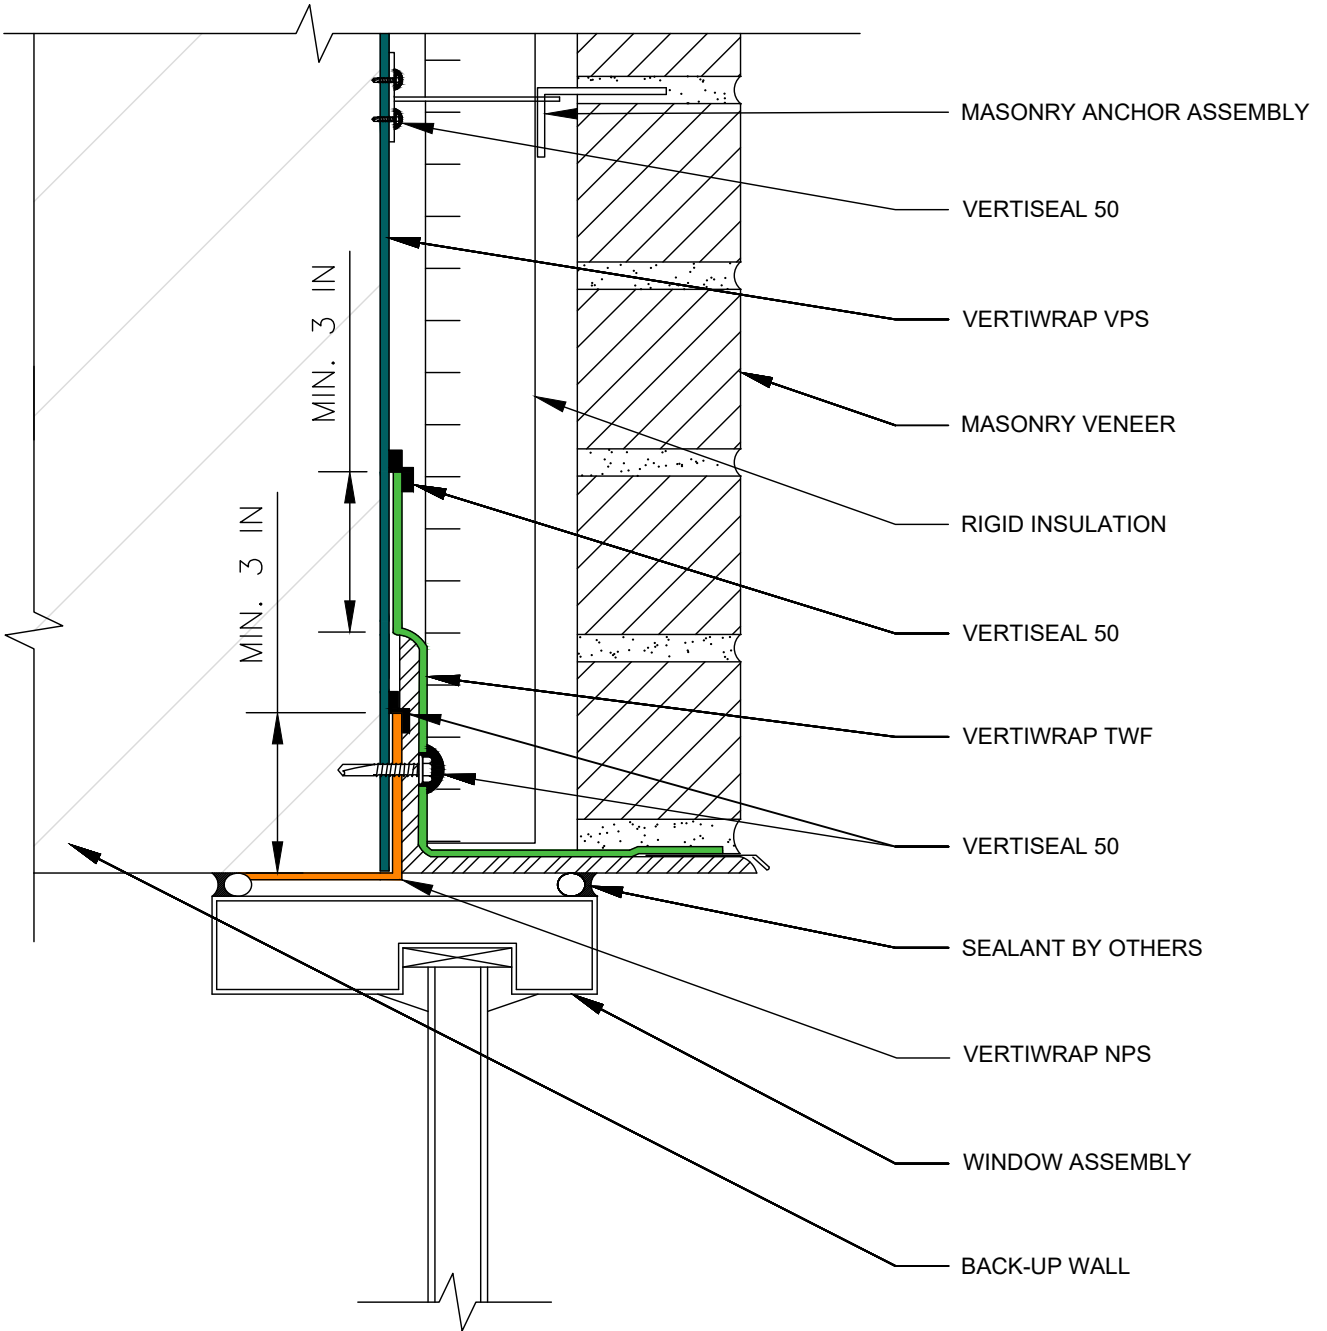 MASONRY ANCHOR ASSEMBLY
VERTISEAL 50
MIN. 3 IN
VERTIWRAP VPS
MASONRY VENEER
RIGID INSULATION
MIN. 3 IN
VERTISEAL 50
VERTIWRAP TWF
VERTISEAL 50
SEALANT BY OTHERS
VERTIWRAP NPS
WINDOW ASSEMBLY
BACK-UP WALL